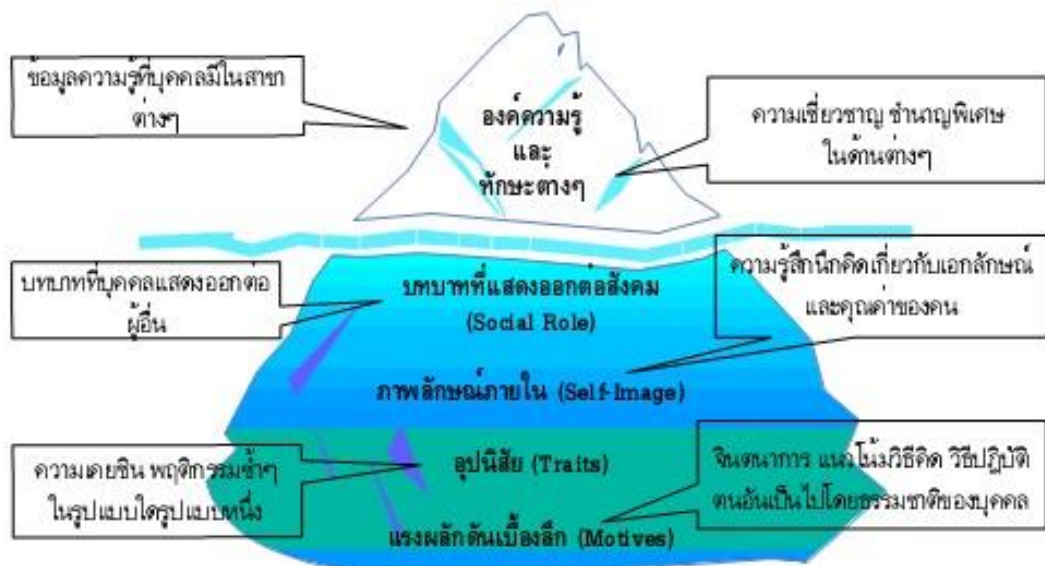 ข้อมูลความรู้ที่บุคคลมีในสาขา
ต่างๆ
องค์ความรู้
และ
ทักษะต่างๆ
ความเชี่ยวชาญ ชำนาญพิเศษ
ในด้านต่างๆ
บทบาทที่บุคคลแสดงออกต่อ
ผู้อื่น
บทบาทที่แสดงออกต่อสังคม
(Social Role)
ความรู้สึกนึกคิดเกี่ยวกับเอกลักษณ์
และคุณค่าของคน
ภาพลักษณ์ภายใน (Self-Image)
ความเคยชิน พฤติกรรมซ้ำๆ
ในรูปแบบใดรูปแบบหนึ่ง
อุปนิสัย (Traits)
จินตนาการ แนวโน้มวิธีคิด วิธีปฏิบัติ
ตนอันเป็นไปโดยธรรมชาติของบุคคล
แรงผลักดันเบื้องลึก (Motives)